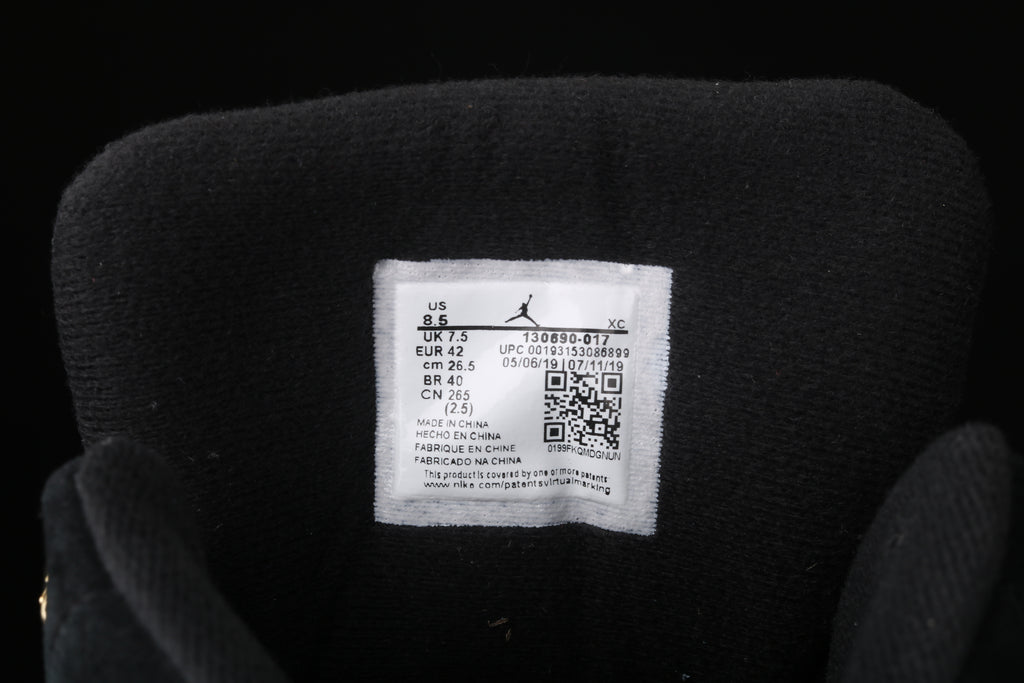 US
8.5
XC
UK 7.5
130690-017
EUR 42
UPC 00193153086899
cm 26.5
05/06/19 | 07/11/19
BR 40
CN 265
(2.5)
MADE IN CHINA
HECHO EN CHINA
FABRIQUE EN CHINE
FABRICADO NA CHINA
0199FKQMDGNUN
This product is covered by one or more patents
www.nike.com/patentsvirtualmarking